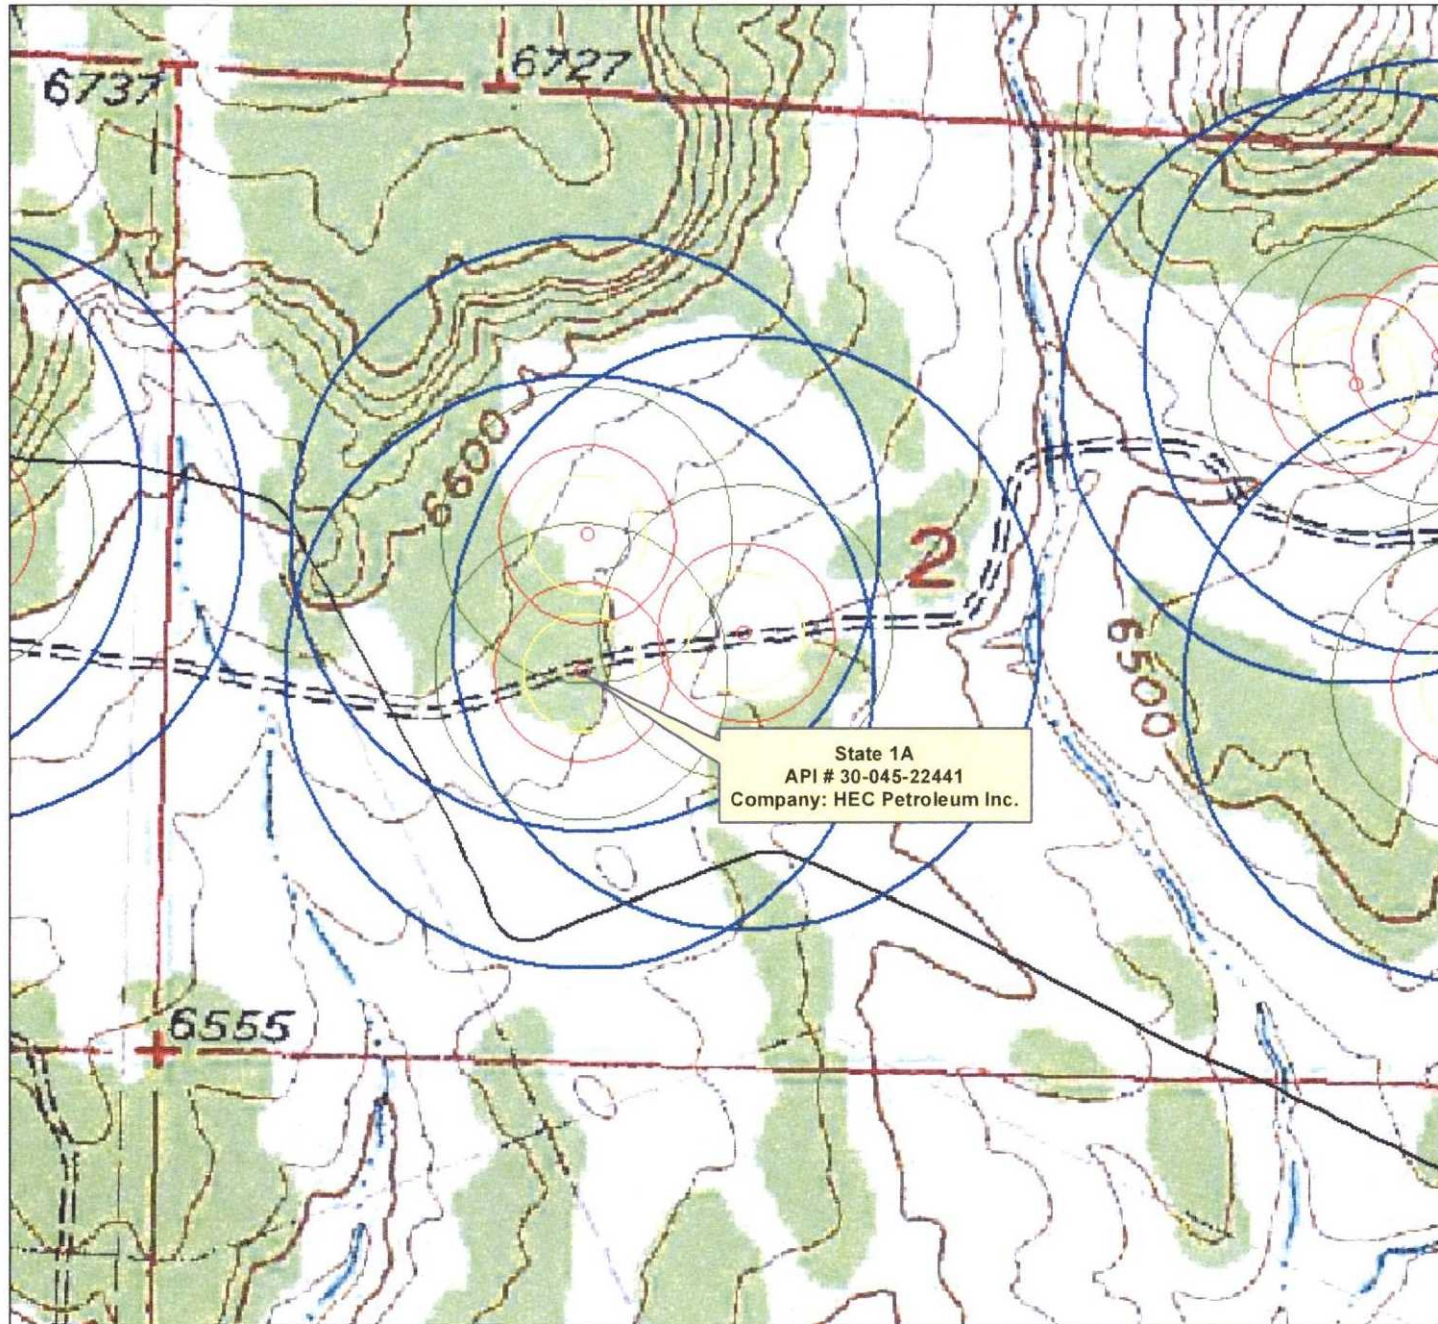 6727
6737
6600
2
6500
State 1A
API # 30-045-22441
Company: HEC Petroleum Inc.
6555